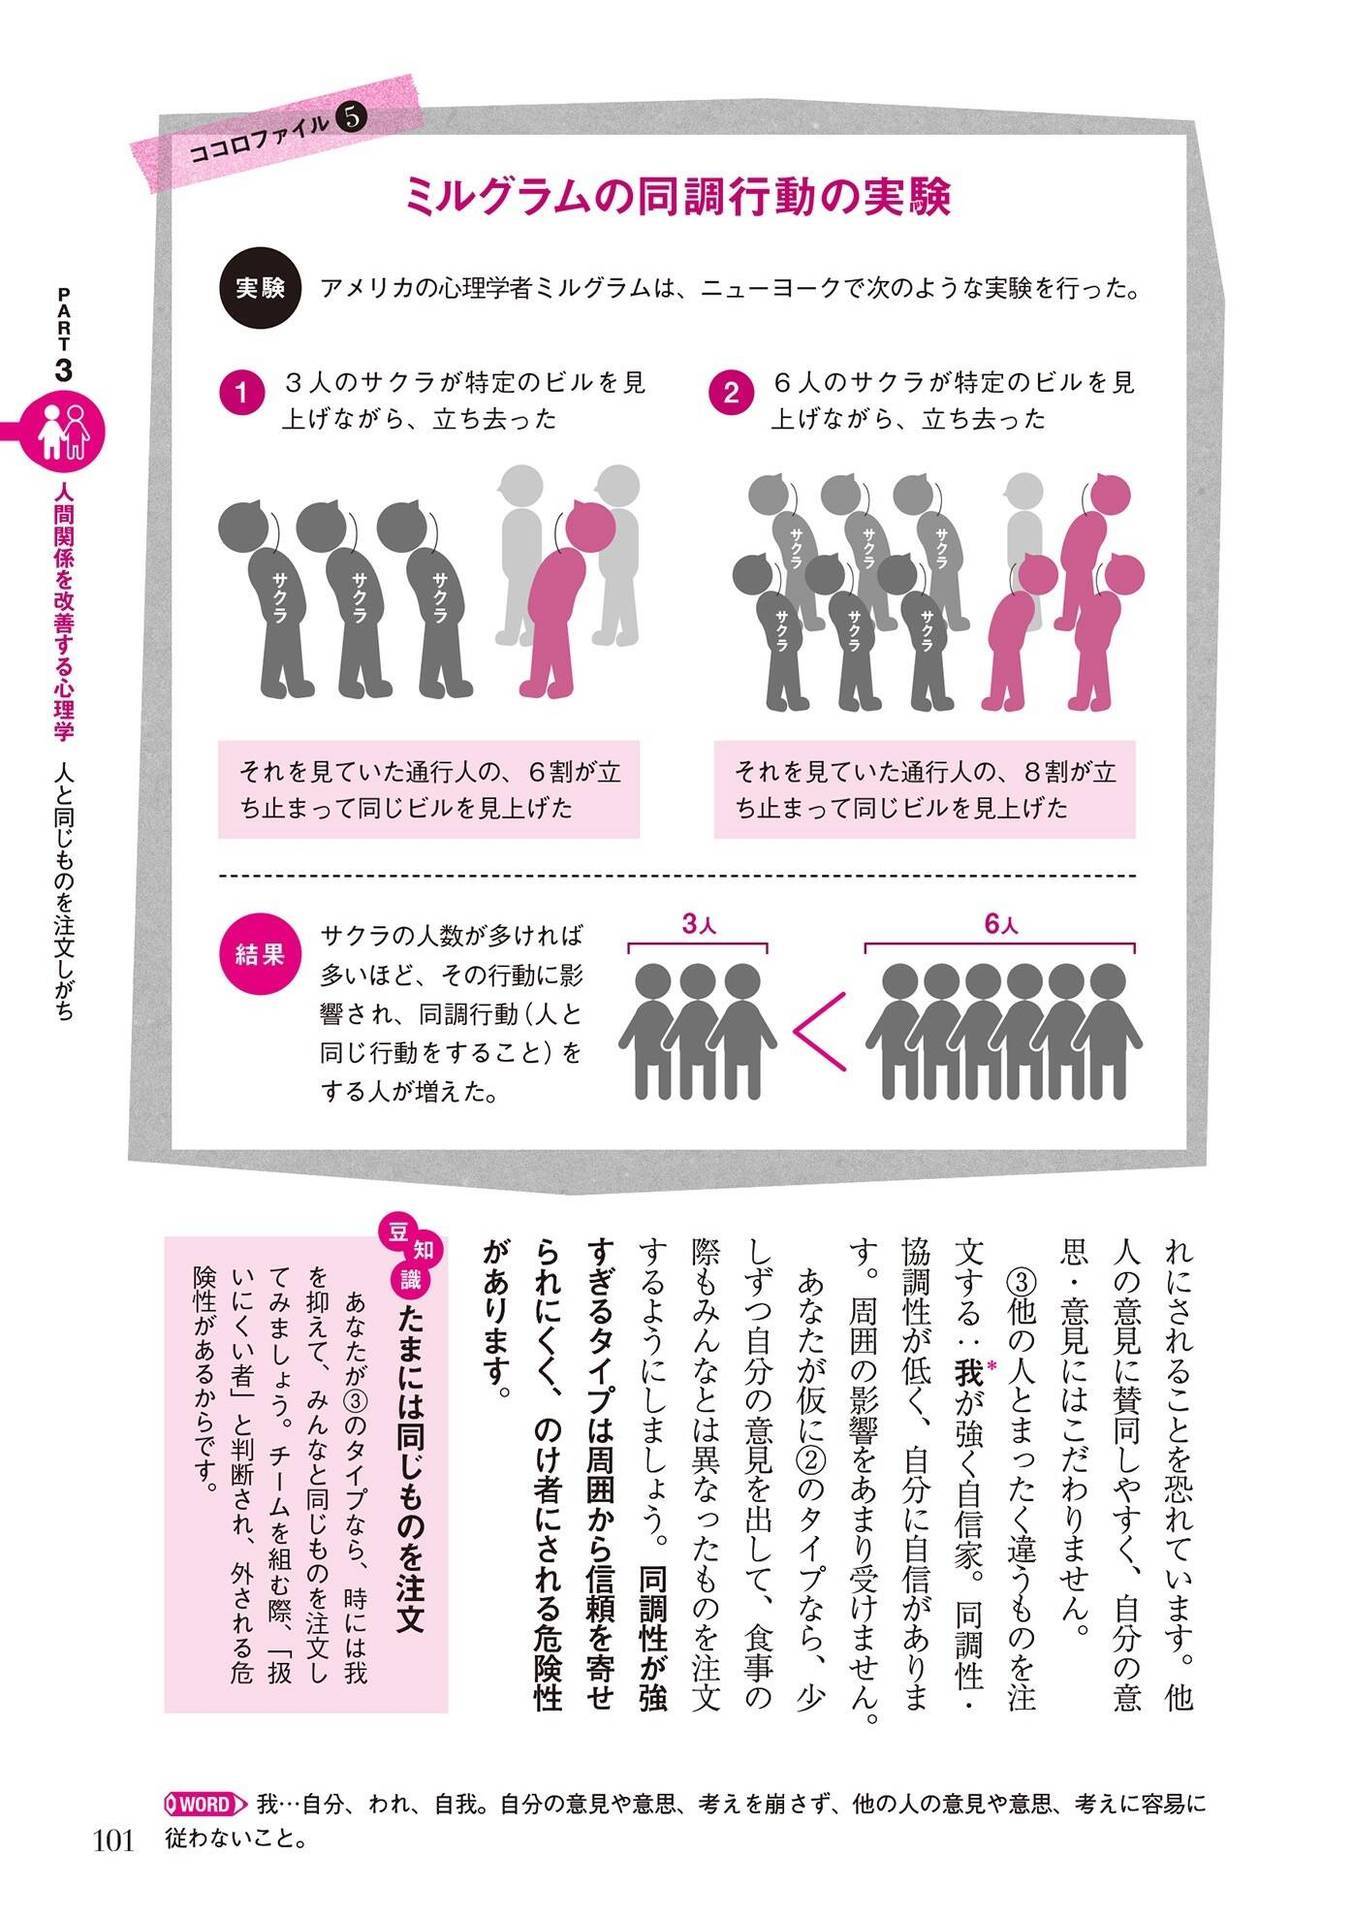 ココロファイル 5
ミルグラムの同調行動の実験
実験
アメリカの心理学者ミルグラムは、ニューヨークで次のような実験を行った。
1
3人のサクラが特定のビルを見
上げながら、立ち去った
サクラ
サクラ
サクラ
それを見ていた通行人の、6割が立
ち止まって同じビルを見上げた
2
6人のサクラが特定のビルを見
上げながら、立ち去った
サクラ
サクラ
サクラ
サクラ
サクラ
サクラ
それを見ていた通行人の、8割が立
ち止まって同じビルを見上げた
結果
サクラの人数が多ければ
多いほど、その行動に影
響され、同調行動(人と
同じ行動をすること)を
する人が増えた。
3人
<
6人
PART 3
人間関係を改善する心理学 人と同じものを注文しがち
れにされることを恐れています。他
人の意見に賛同しやすく、自分の意
思・意見にはこだわりません。
③他の人とまったく違うものを注
文する:我*が強く自信家。同調性・
協調性が低く、自分に自信がありま
す。周囲の影響をあまり受けません。
あなたが仮に②のタイプなら、少
しずつ自分の意見を出して、食事の
際もみんなとは異なったものを注文
するようにしましょう。同調性が強
すぎるタイプは周囲から信頼を寄せ
られにくく、のけ者にされる危険性
があります。
豆知識
たまには同じものを注文
あなたが③のタイプなら、時には我
を抑えて、みんなと同じものを注文し
てみましょう。チームを組む際、「扱
いにくい者」と判断され、外される危
険性があるからです。
WORD 我…自分、われ、自我。自分の意見や意思、考えを崩さず、他の人の意見や意思、考えに容易に
従わないこと。
101